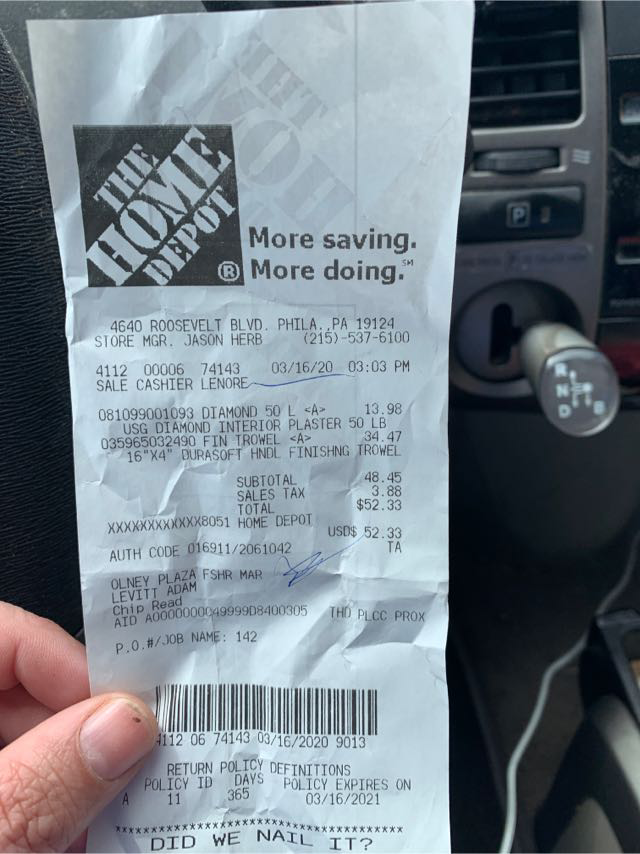 THE
HOME
DEPOT
®
More saving.
More doing.℠
4640 ROOSEVELT BLVD. PHILA.,PA 19124
STORE MGR. JASON HERB (215)-537-6100
4112 00006 74143 03/16/20 03:03 PM
SALE CASHIER LENORE
081099001093 DIAMOND 50 L <A> 13.98
USG DIAMOND INTERIOR PLASTER 50 LB
035965032490 FIN TROWEL <A> 34.47
16"X4" DURASOFT HNDL FINISHNG TROWEL
SUBTOTAL 48.45
SALES TAX 3.88
TOTAL $52.33
XXXXXXXXXXXX8051 HOME DEPOT
USD$ 52.33
AUTH CODE 016911/2061042 TA
OLNEY PLAZA FSHR MAR
LEVITT ADAM
Chip Read
AID A0000000049999D8400305 THD PLCC PROX
P.O.#/JOB NAME: 142
4112 06 74143 03/16/2020 9013
RETURN POLICY DEFINITIONS
POLICY ID DAYS POLICY EXPIRES ON
A 11 365 03/16/2021
************************************
DID WE NAIL IT?
P
R
N
D B